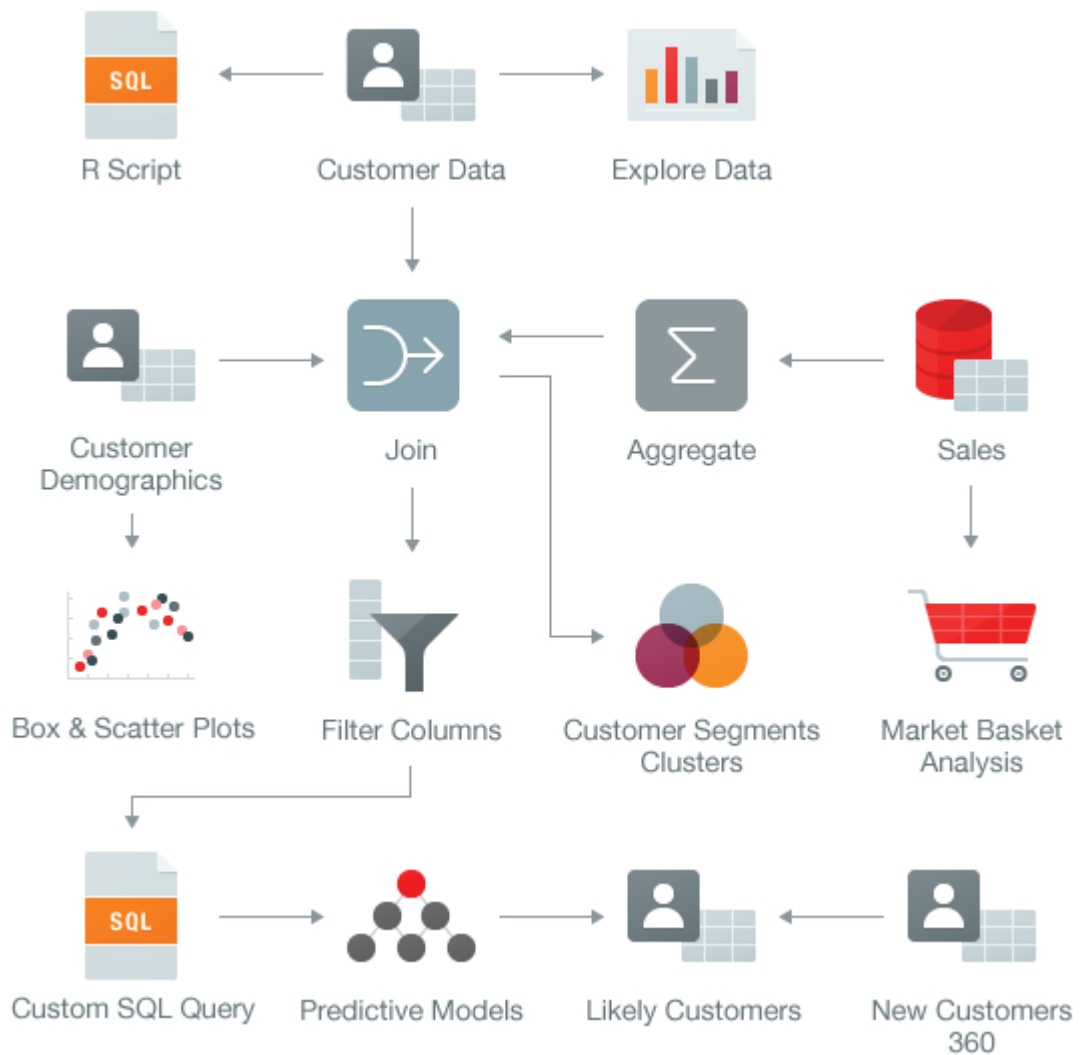 SQL
R Script
Customer Data
Explore Data
Customer
Demographics
Join
Aggregate
Sales
Box & Scatter Plots
Filter Columns
Customer Segments
Clusters
Market Basket
Analysis
SQL
Custom SQL Query
Predictive Models
Likely Customers
New Customers
360